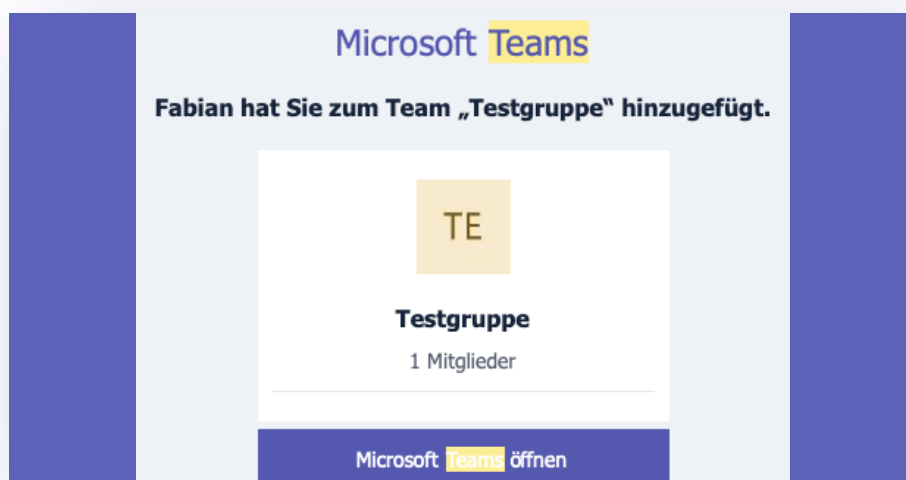 Microsoft Teams
Fabian hat Sie zum Team „Testgruppe“ hinzugefügt.
TE
Testgruppe
1 Mitglieder
Microsoft Teams öffnen